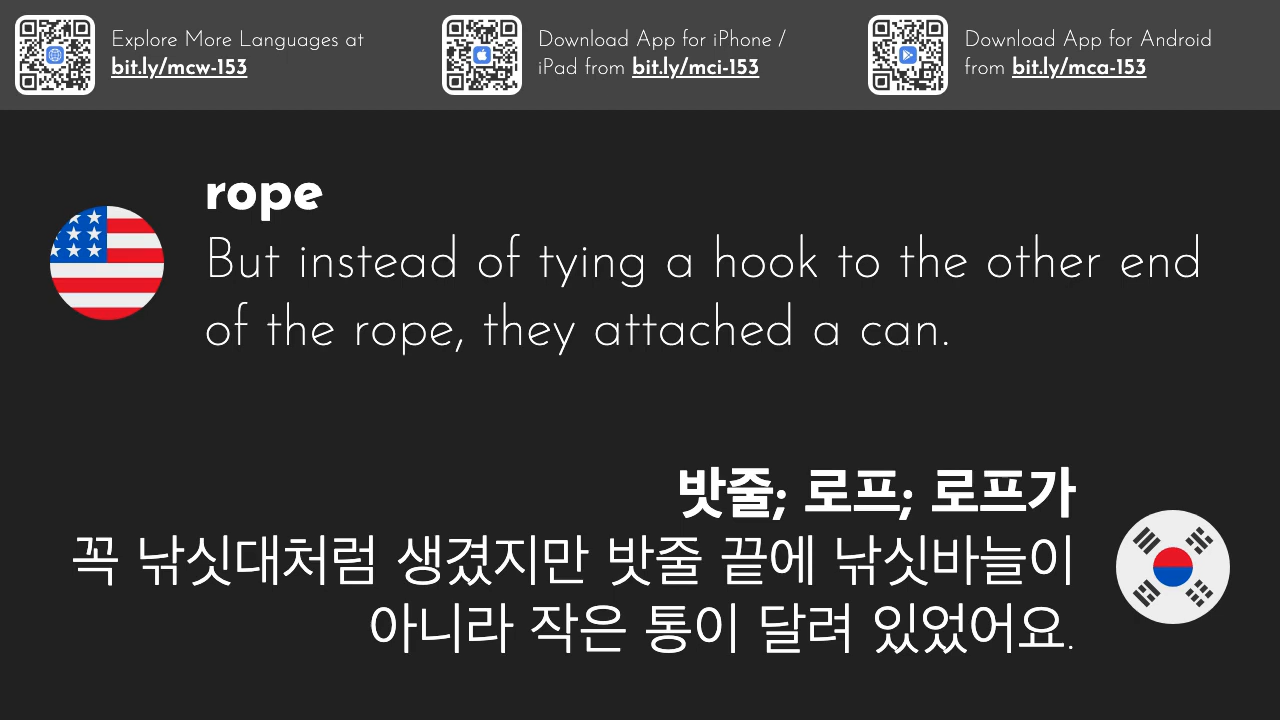 Explore More Languages at
bit.ly/mcw-153
Download App for iPhone /
iPad from bit.ly/mci-153
Download App for Android
from bit.ly/mca-153
rope
But instead of tying a hook to the other end
of the rope, they attached a can.
밧줄; 로프; 로프가
꼭 낚싯대처럼 생겼지만 밧줄 끝에 낚싯바늘이
아니라 작은 통이 달려 있었어요.